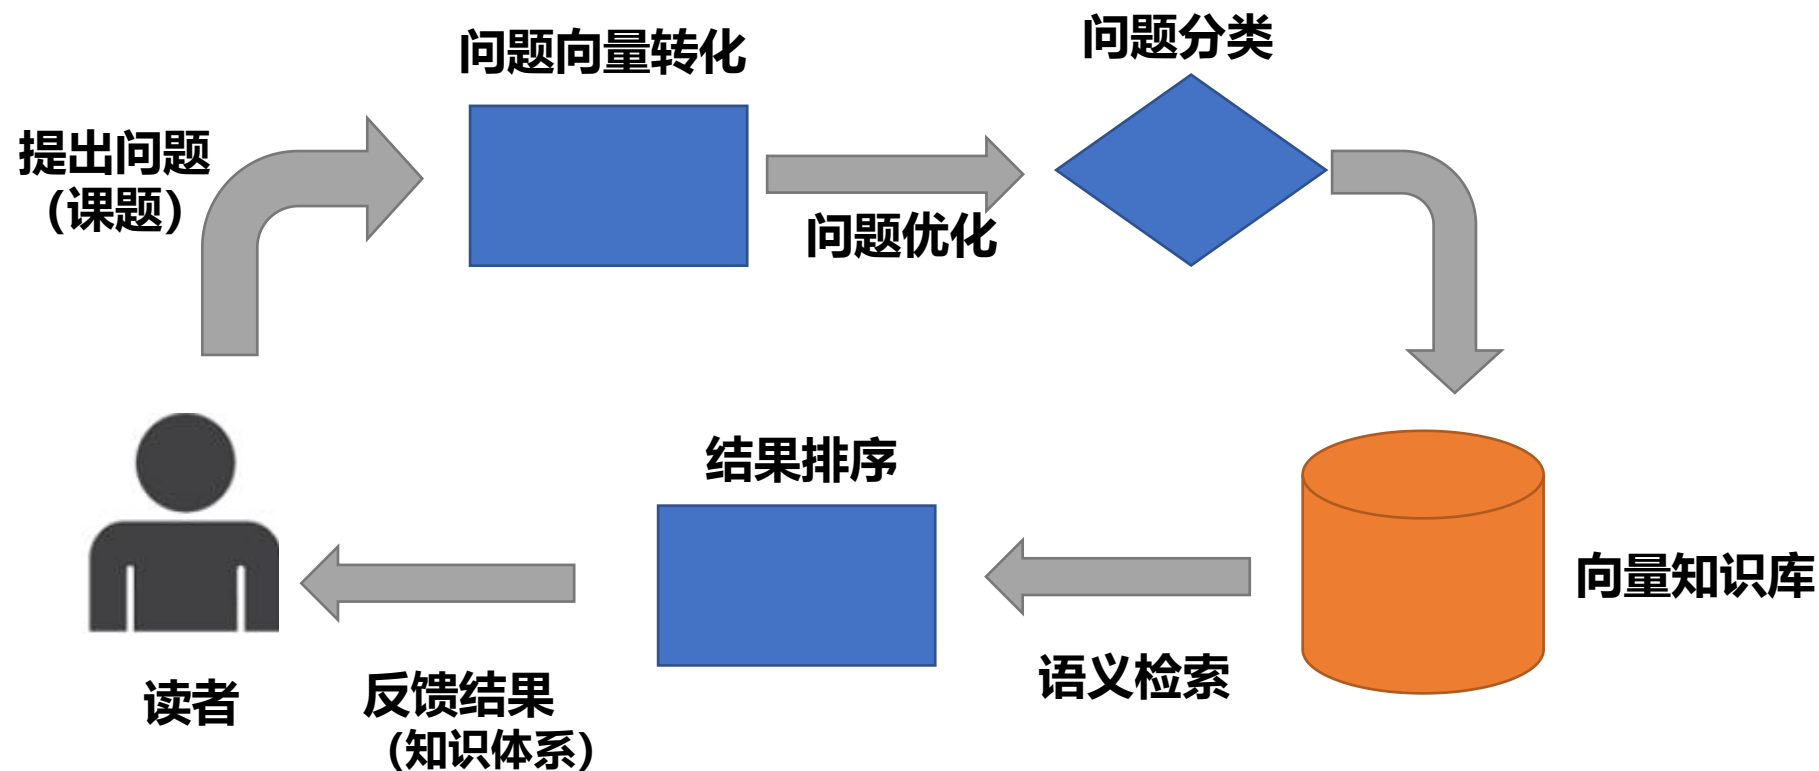 问题向量转化
问题分类
提出问题
（课题）
问题优化
结果排序
向量知识库
语义检索
读者
反馈结果
（知识体系）